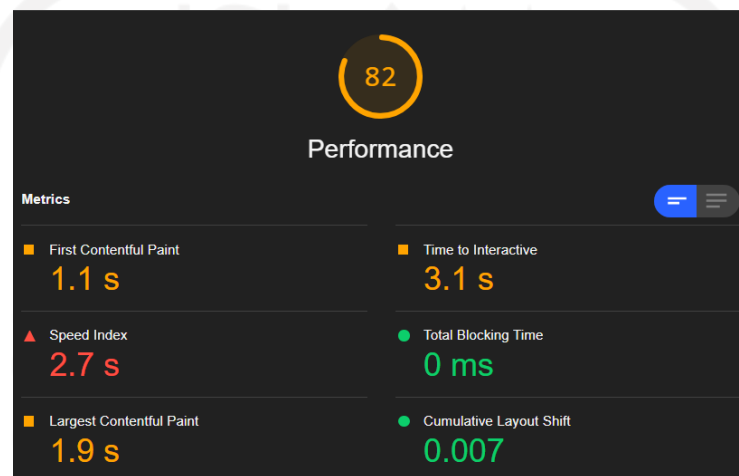 82
Performance
Metrics
First Contentful Paint
1.1 s
Time to Interactive
3.1 s
Speed Index
2.7 s
Total Blocking Time
0 ms
Largest Contentful Paint
1.9 s
Cumulative Layout Shift
0.007